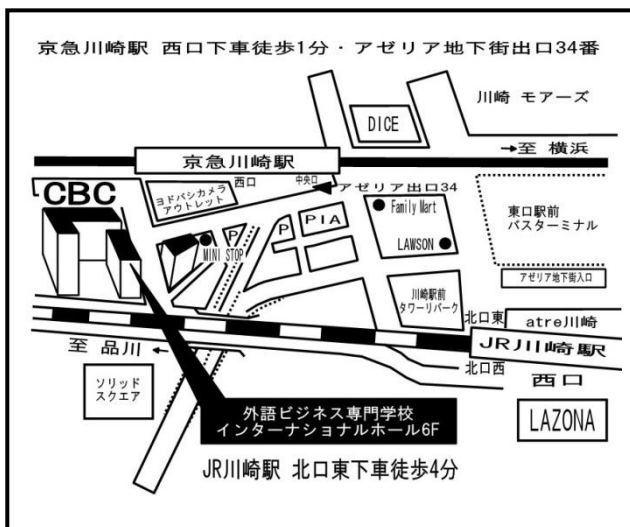 京急川崎駅 西口下車徒歩1分・アゼリア地下街出口34番
川崎 モアーズ
DICE
→至 横浜
京急川崎駅
西口
中央口
アゼリア出口34
CBC
ヨドバシカメラ
アウトレット
P
MINI STOP
P
PIA
Family Mart
LAWSON
東口駅前
バスターミナル
アゼリア地下街入口
川崎駅前
タワーリパーク
北口東
atre川崎
JR川崎駅
至 品川 ←
北口西
西口
ソリッド
スクエア
外語ビジネス専門学校
インターナショナルホール6F
LAZONA
JR川崎駅 北口東下車徒歩4分